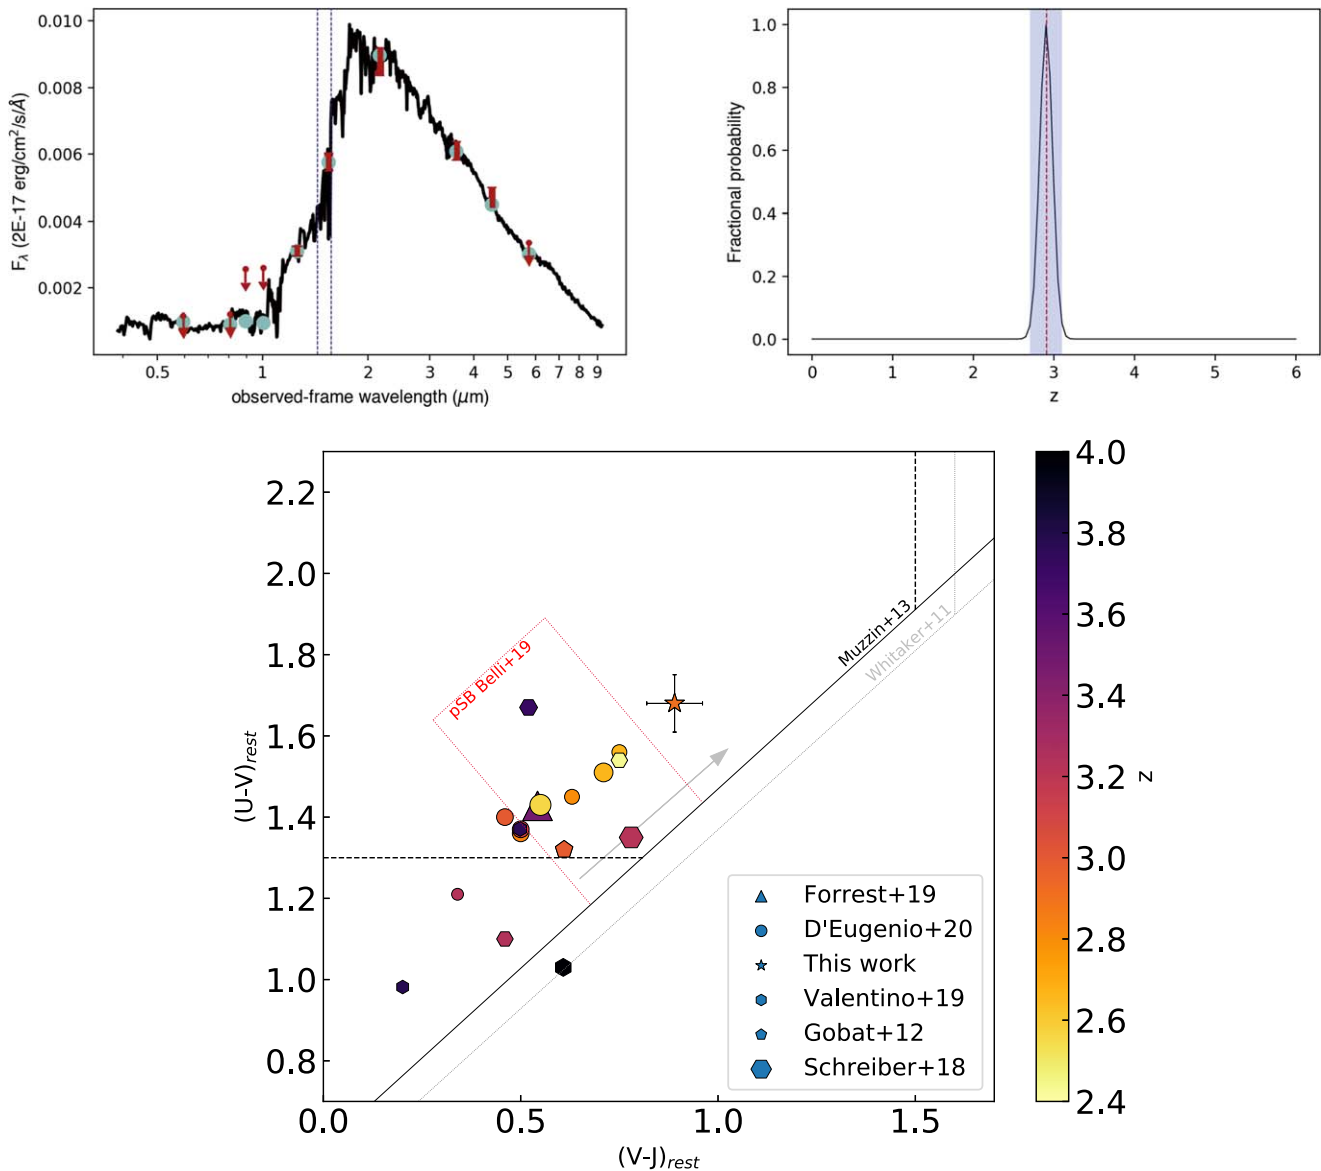 0.010
0.008
0.006
0.004
0.002
F_λ (2E-17 erg/cm²/s/Å)
0.5 1 2 3 4 5 6 7 8 9
observed-frame wavelength (μm)
1.0
0.8
0.6
0.4
0.2
0.0
Fractional probability
0 1 2 3 4 5 6
z
2.2
2.0
1.8
1.6
1.4
1.2
1.0
0.8
(U-V)_rest
pSB Belli+19
Muzzin+13
Whitaker+11
Forrest+19
D'Eugenio+20
This work
Valentino+19
Gobat+12
Schreiber+18
0.0 0.5 1.0 1.5
(V-J)_rest
4.0
3.8
3.6
3.4
3.2
3.0
2.8
2.6
2.4
z